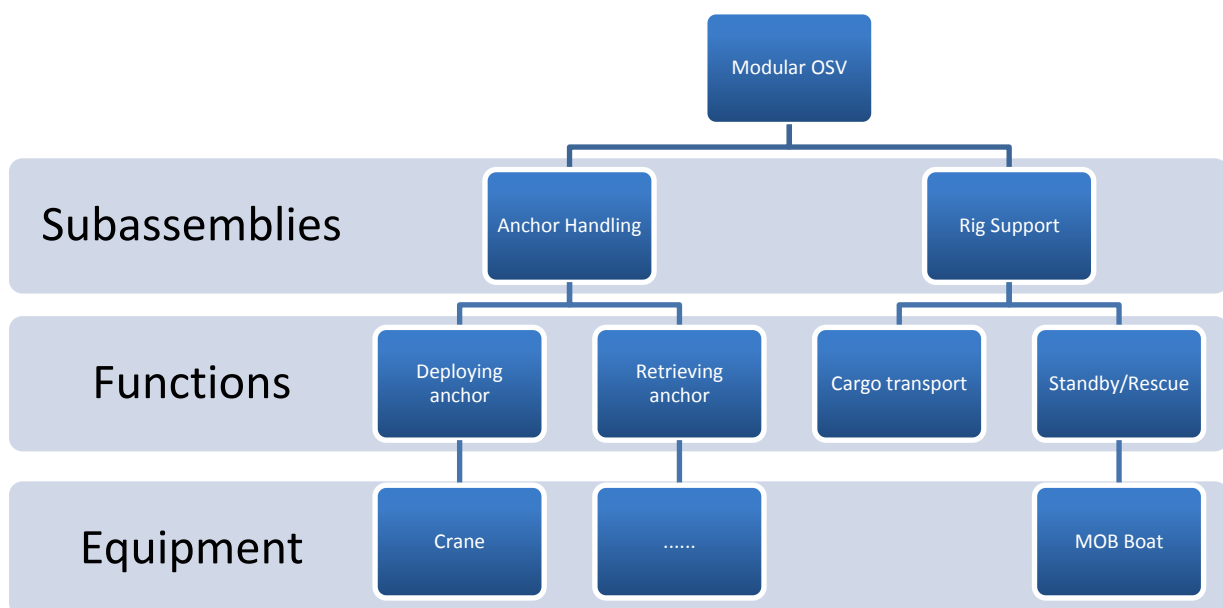 Modular OSV
Subassemblies
Anchor Handling
Rig Support
Functions
Deploying
anchor
Retrieving
anchor
Cargo transport
Standby/Rescue
Equipment
Crane
......
MOB Boat